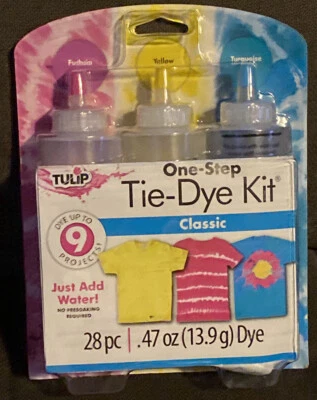 Fuchsia
Yellow
Turquoise
TULIP
One-Step
Tie-Dye Kit®
Classic
DYE UP TO
9
PROJECTS!
Just Add
Water!
NO PRESOAKING
REQUIRED
28 pc | .47 oz (13.9 g) Dye